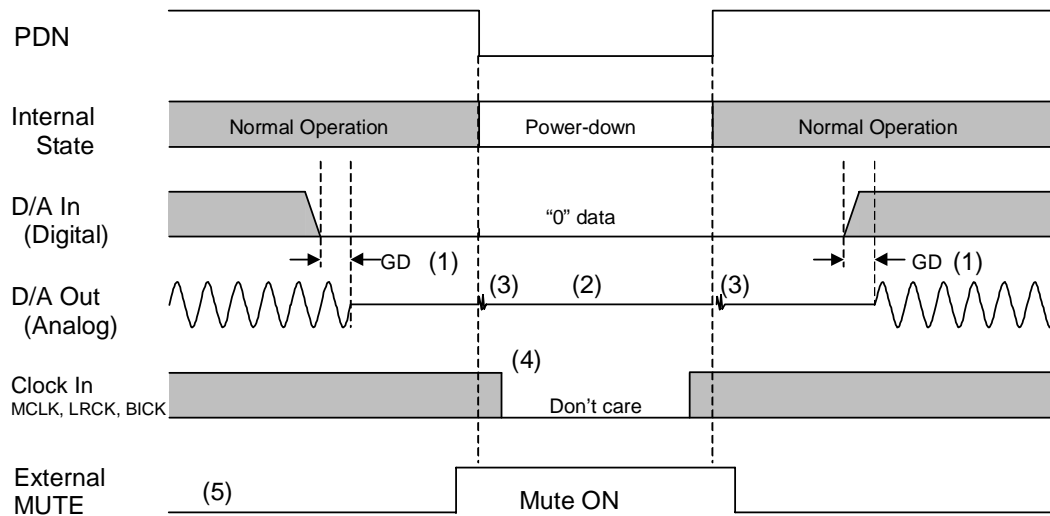 PDN
Internal
State
Normal Operation
Power-down
Normal Operation
D/A In
(Digital)
“0” data
GD (1)
GD (1)
D/A Out
(Analog)
(3)
(2)
(3)
Clock In
MCLK, LRCK, BICK
(4)
Don’t care
External
MUTE
(5)
Mute ON